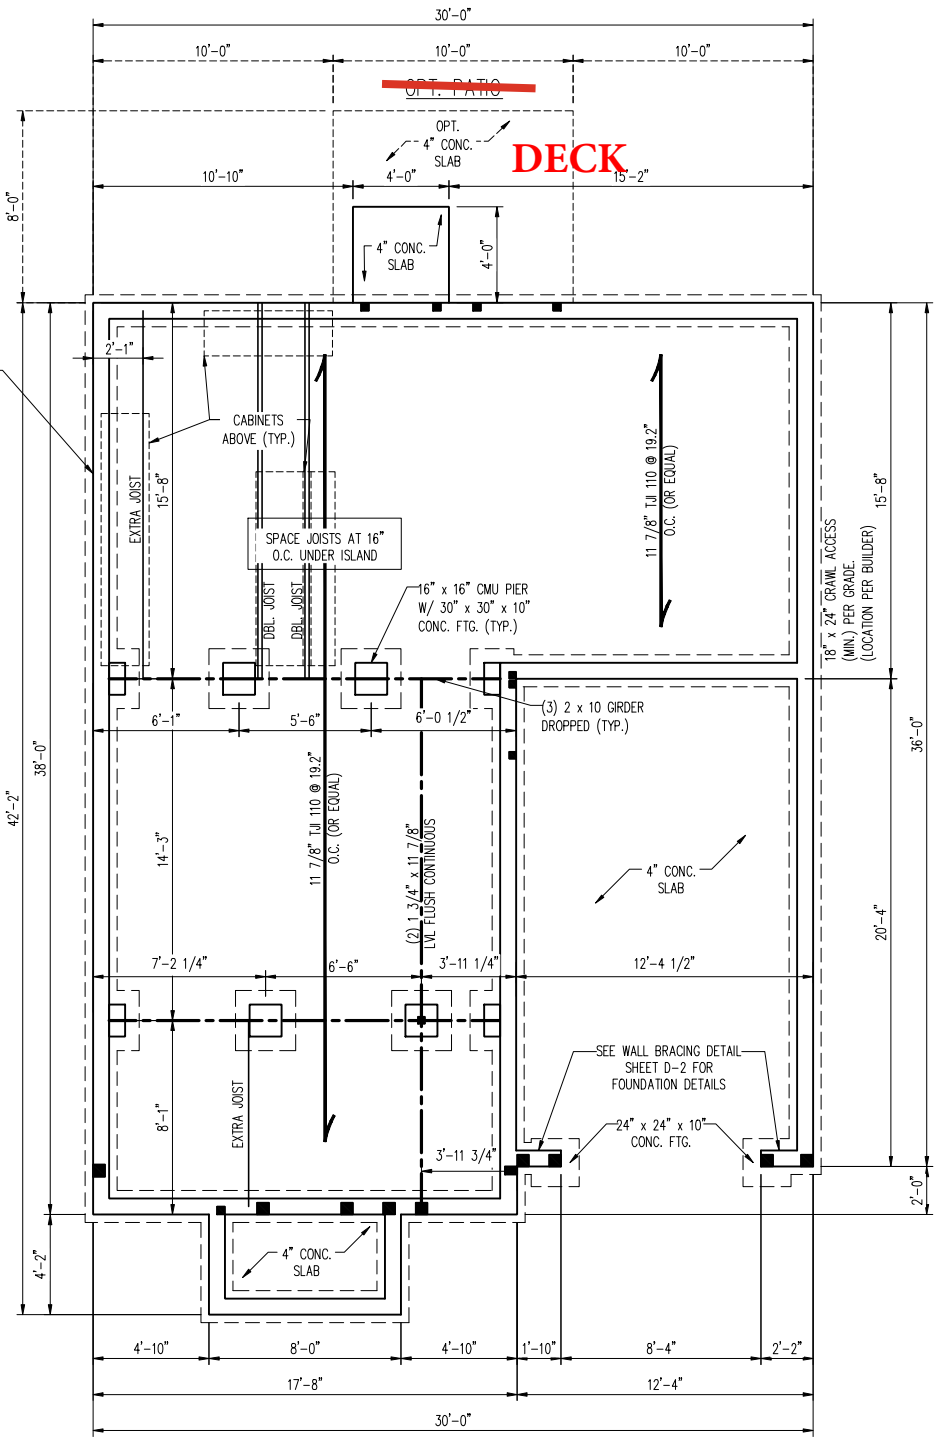 30'-0"
10'-0"
10'-0"
10'-0"
OPT. PATIO
OPT.
4" CONC.
SLAB
DECK
10'-10"
4'-0"
15'-2"
8'-0"
4" CONC.
SLAB
4'-0"
2'-1"
CABINETS
ABOVE (TYP.)
EXTRA JOIST
15'-8"
11 7/8" TJI 110 @ 19.2"
O.C. (OR EQUAL)
15'-8"
SPACE JOISTS AT 16"
O.C. UNDER ISLAND
18" x 24" CRAWL ACCESS
(MIN.) PER GRADE.
(LOCATION PER BUILDER)
DBL. JOIST
DBL. JOIST
16" x 16" CMU PIER
W/ 30" x 30" x 10"
CONC. FTG. (TYP.)
6'-1"
5'-6"
6'-0 1/2"
(3) 2 x 10 GIRDER
DROPPED (TYP.)
38'-0"
36'-0"
42'-2"
14'-3"
11 7/8" TJI 110 @ 19.2"
O.C. (OR EQUAL)
(2) 1 3/4" x 11 7/8"
LVL FLUSH CONTINUOUS
4" CONC.
SLAB
20'-4"
7'-2 1/4"
6'-6"
3'-11 1/4"
12'-4 1/2"
SEE WALL BRACING DETAIL
SHEET D-2 FOR
FOUNDATION DETAILS
8'-1"
EXTRA JOIST
24" x 24" x 10"
CONC. FTG.
3'-11 3/4"
2'-0"
4'-2"
4" CONC.
SLAB
4'-10"
8'-0"
4'-10"
1'-10"
8'-4"
2'-2"
17'-8"
12'-4"
30'-0"